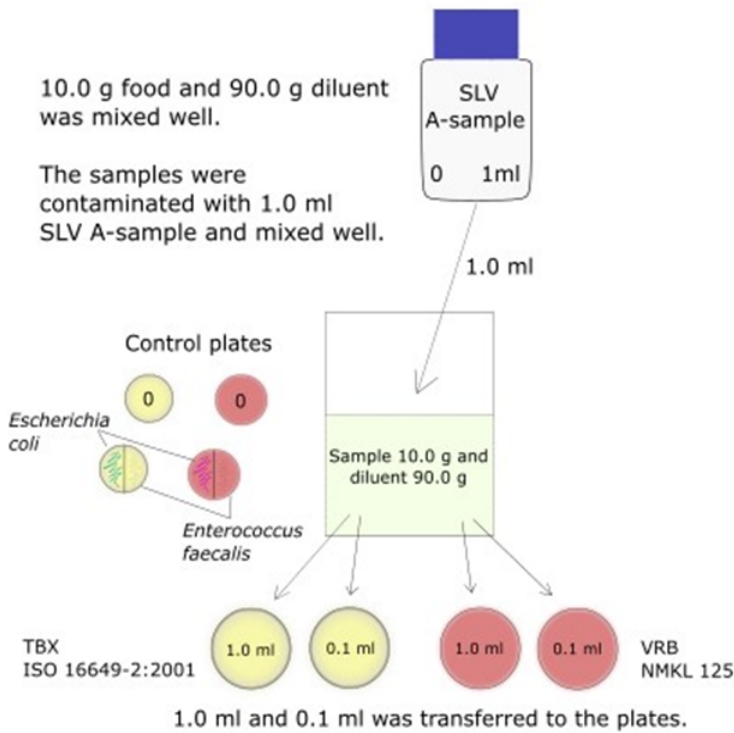 10.0 g food and 90.0 g diluent
was mixed well.
The samples were
contaminated with 1.0 ml
SLV A-sample and mixed well.
SLV
A-sample
0 1ml
1.0 ml
Control plates
0
0
Escherichia
coli
Enterococcus
faecalis
Sample 10.0 g and
diluent 90.0 g
TBX
ISO 16649-2:2001
1.0 ml
0.1 ml
1.0 ml
0.1 ml
VRB
NMKL 125
1.0 ml and 0.1 ml was transferred to the plates.